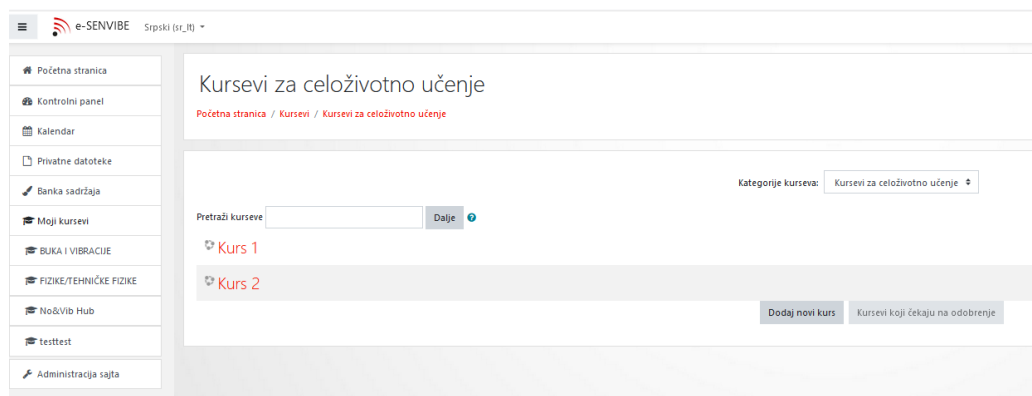 e-SENVIBE Srpski (sr_lt)
Početna stranica
Kontrolni panel
Kalendar
Privatne datoteke
Banka sadržaja
Moji kursevi
BUKA I VIBRACIJE
FIZIKE/TEHNIČKE FIZIKE
No&Vib Hub
testtest
Administracija sajta
Kursevi za celoživotno učenje
Početna stranica / Kursevi / Kursevi za celoživotno učenje
Kategorije kurseva: Kursevi za celoživotno učenje
Pretraži kurseve Dalje
Kurs 1
Kurs 2
Dodaj novi kurs Kursevi koji čekaju na odobrenje